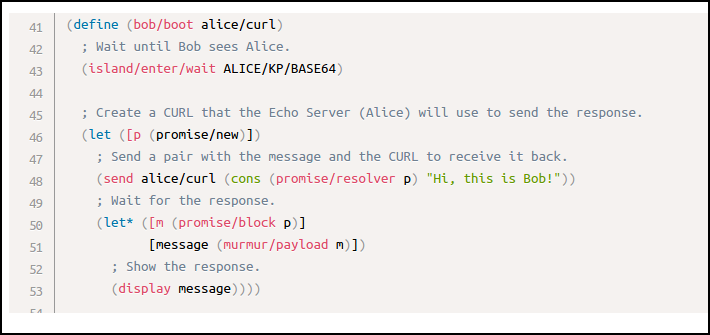 41 (define (bob/boot alice/curl)
42   ; Wait until Bob sees Alice.
43   (island/enter/wait ALICE/KP/BASE64)
44
45   ; Create a CURL that the Echo Server (Alice) will use to send the response.
46   (let ([p (promise/new)])
47     ; Send a pair with the message and the CURL to receive it back.
48     (send alice/curl (cons (promise/resolver p) "Hi, this is Bob!"))
49     ; Wait for the response.
50     (let* ([m (promise/block p)]
51            [message (murmur/payload m)])
52       ; Show the response.
53       (display message))))
54